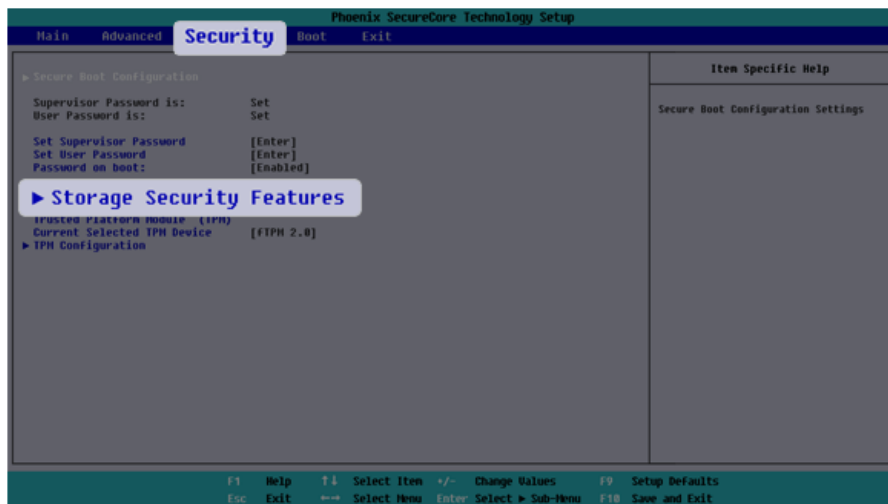 Phoenix SecureCore Technology Setup
Main Advanced Security Boot Exit
▶ Secure Boot Configuration
Supervisor Password is: Set
User Password is: Set
Set Supervisor Password [Enter]
Set User Password [Enter]
Password on boot: [Enabled]
▶ Storage Security Features
Trusted Platform Module (TPM)
Current Selected TPM Device [fTPM 2.0]
▶ TPM Configuration
Item Specific Help
Secure Boot Configuration Settings
F1 Help ↑↓ Select Item +/- Change Values F9 Setup Defaults
Esc Exit ←→ Select Menu Enter Select ▶ Sub-Menu F10 Save and Exit